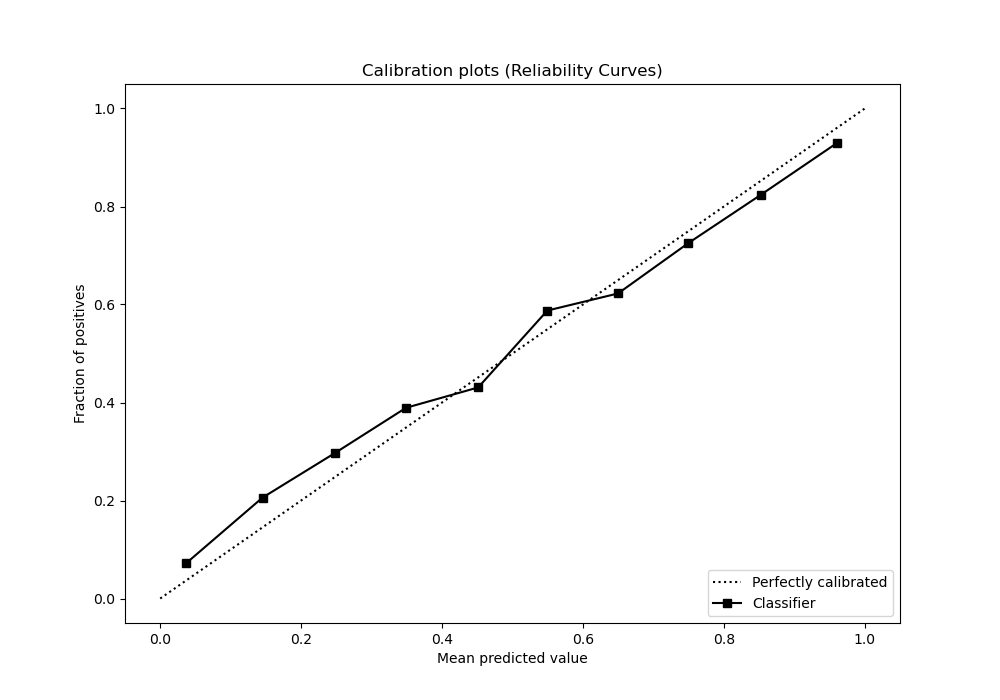 Calibration plots (Reliability Curves)
1.0
0.8
0.6
0.4
0.2
0.0
Fraction of positives
Perfectly calibrated
Classifier
0.0 0.2 0.4 0.6 0.8 1.0
Mean predicted value